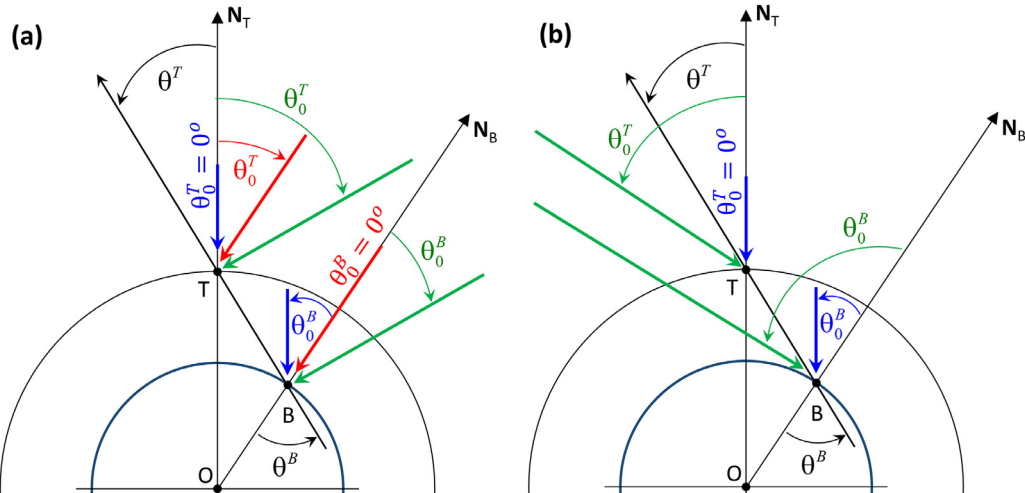 (a)
N_T
θ^T
θ_0^T
N_B
θ_0^T = 0°
θ_0^T
θ_0^B = 0°
θ_0^B
T
θ_0^B
B
O
θ^B
(b)
N_T
θ^T
θ_0^T
N_B
θ_0^T = 0°
θ_0^B
T
θ_0^B
B
O
θ^B